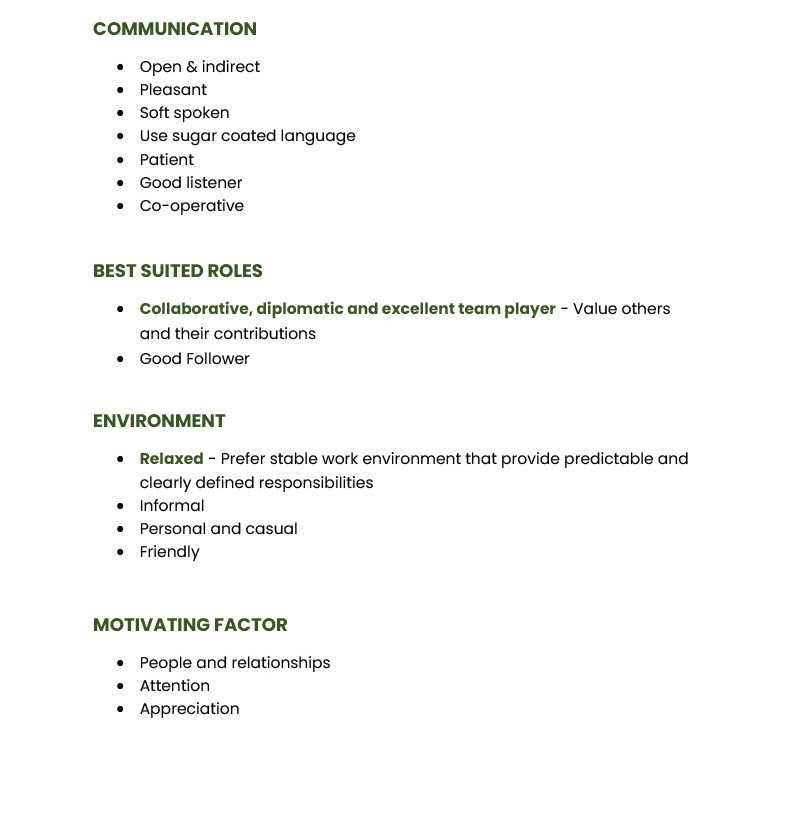 COMMUNICATION
• Open & indirect
• Pleasant
• Soft spoken
• Use sugar coated language
• Patient
• Good listener
• Co-operative
BEST SUITED ROLES
• Collaborative, diplomatic and excellent team player - Value others
and their contributions
• Good Follower
ENVIRONMENT
• Relaxed - Prefer stable work environment that provide predictable and
clearly defined responsibilities
• Informal
• Personal and casual
• Friendly
MOTIVATING FACTOR
• People and relationships
• Attention
• Appreciation